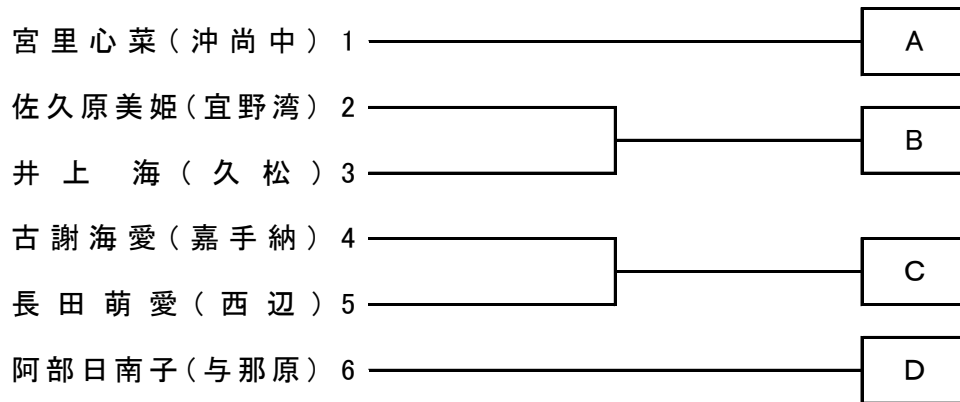 宮里心菜(沖尚中) 1 A
佐久原美姫(宜野湾) 2
B
井上 海(久松) 3
古謝海愛(嘉手納) 4
C
長田萌愛(西辺) 5
阿部日南子(与那原) 6 D